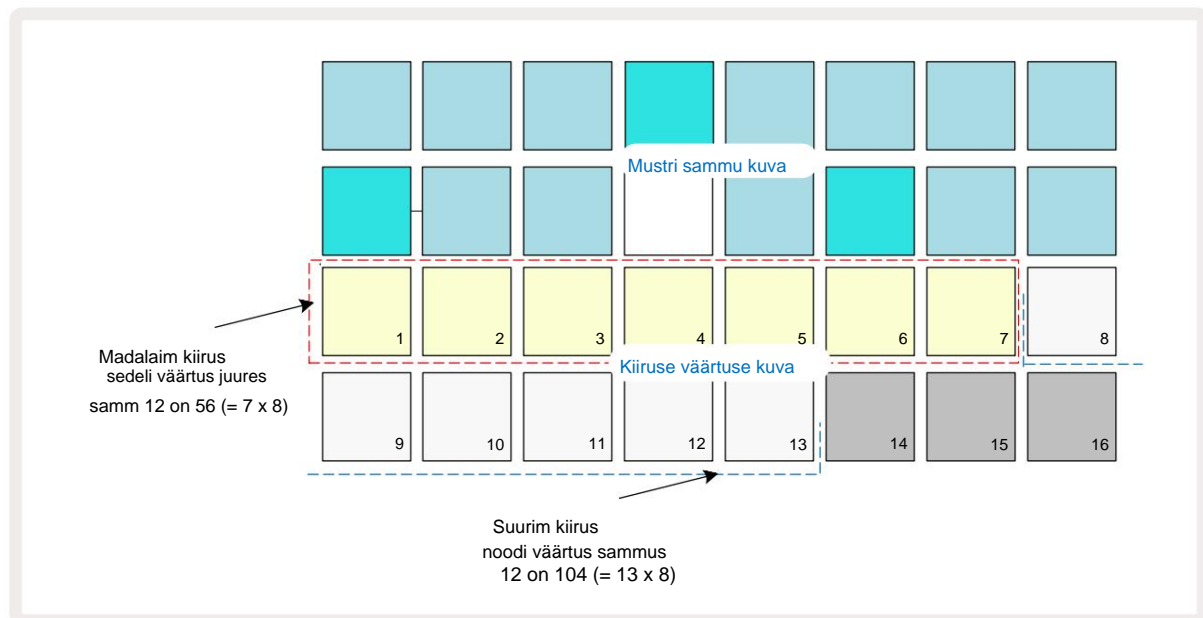 Mustri sammu kuva
1 2 3 4 5 6 7 8
Kiiruse väärtuse kuva
Madalaim kiirus
sedeli väärtus juures
samm 12 on 56 (= 7 x 8)
9 10 11 12 13 14 15 16
Suurim kiirus
noodi väärtus sammus
12 on 104 (= 13 x 8)